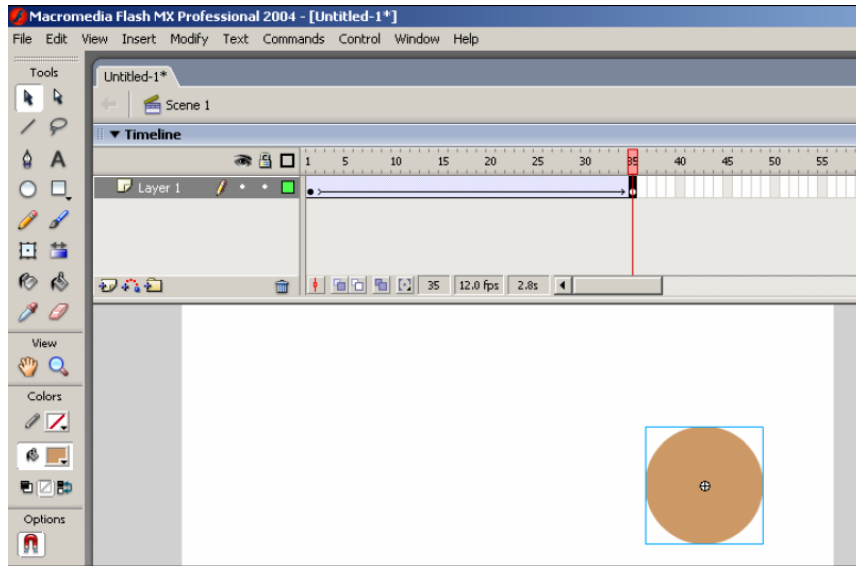 Macromedia Flash MX Professional 2004 - [Untitled-1*]
File Edit View Insert Modify Text Commands Control Window Help
Tools
Untitled-1*
Scene 1
Timeline
1 5 10 15 20 25 30 35 40 45 50 55
A
Layer 1
35 12.0 fps 2.8s
View
Colors
Options